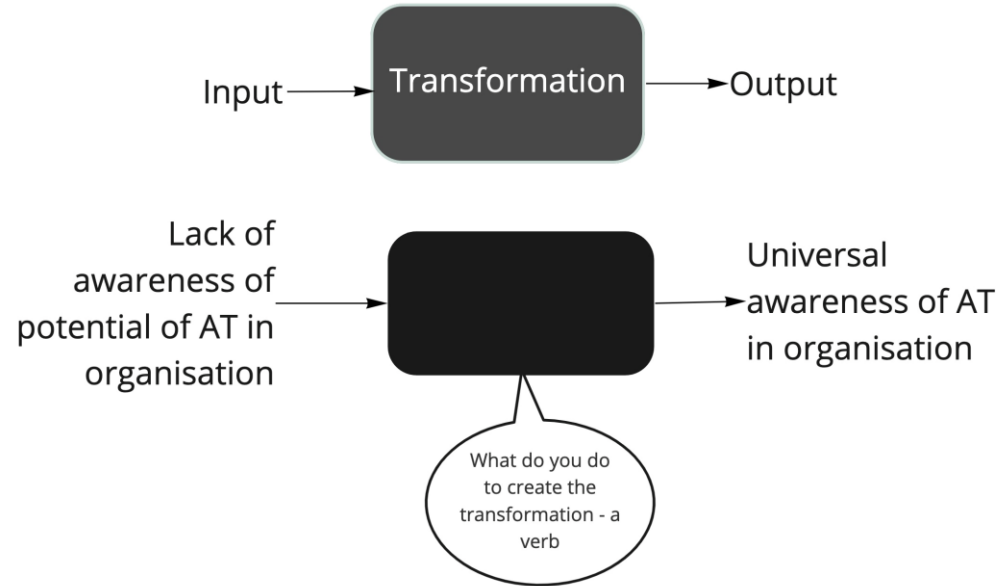 Input
Transformation
Output
Lack of
awareness of
potential of AT in
organisation
Universal
awareness of AT
in organisation
What do you do
to create the
transformation - a
verb